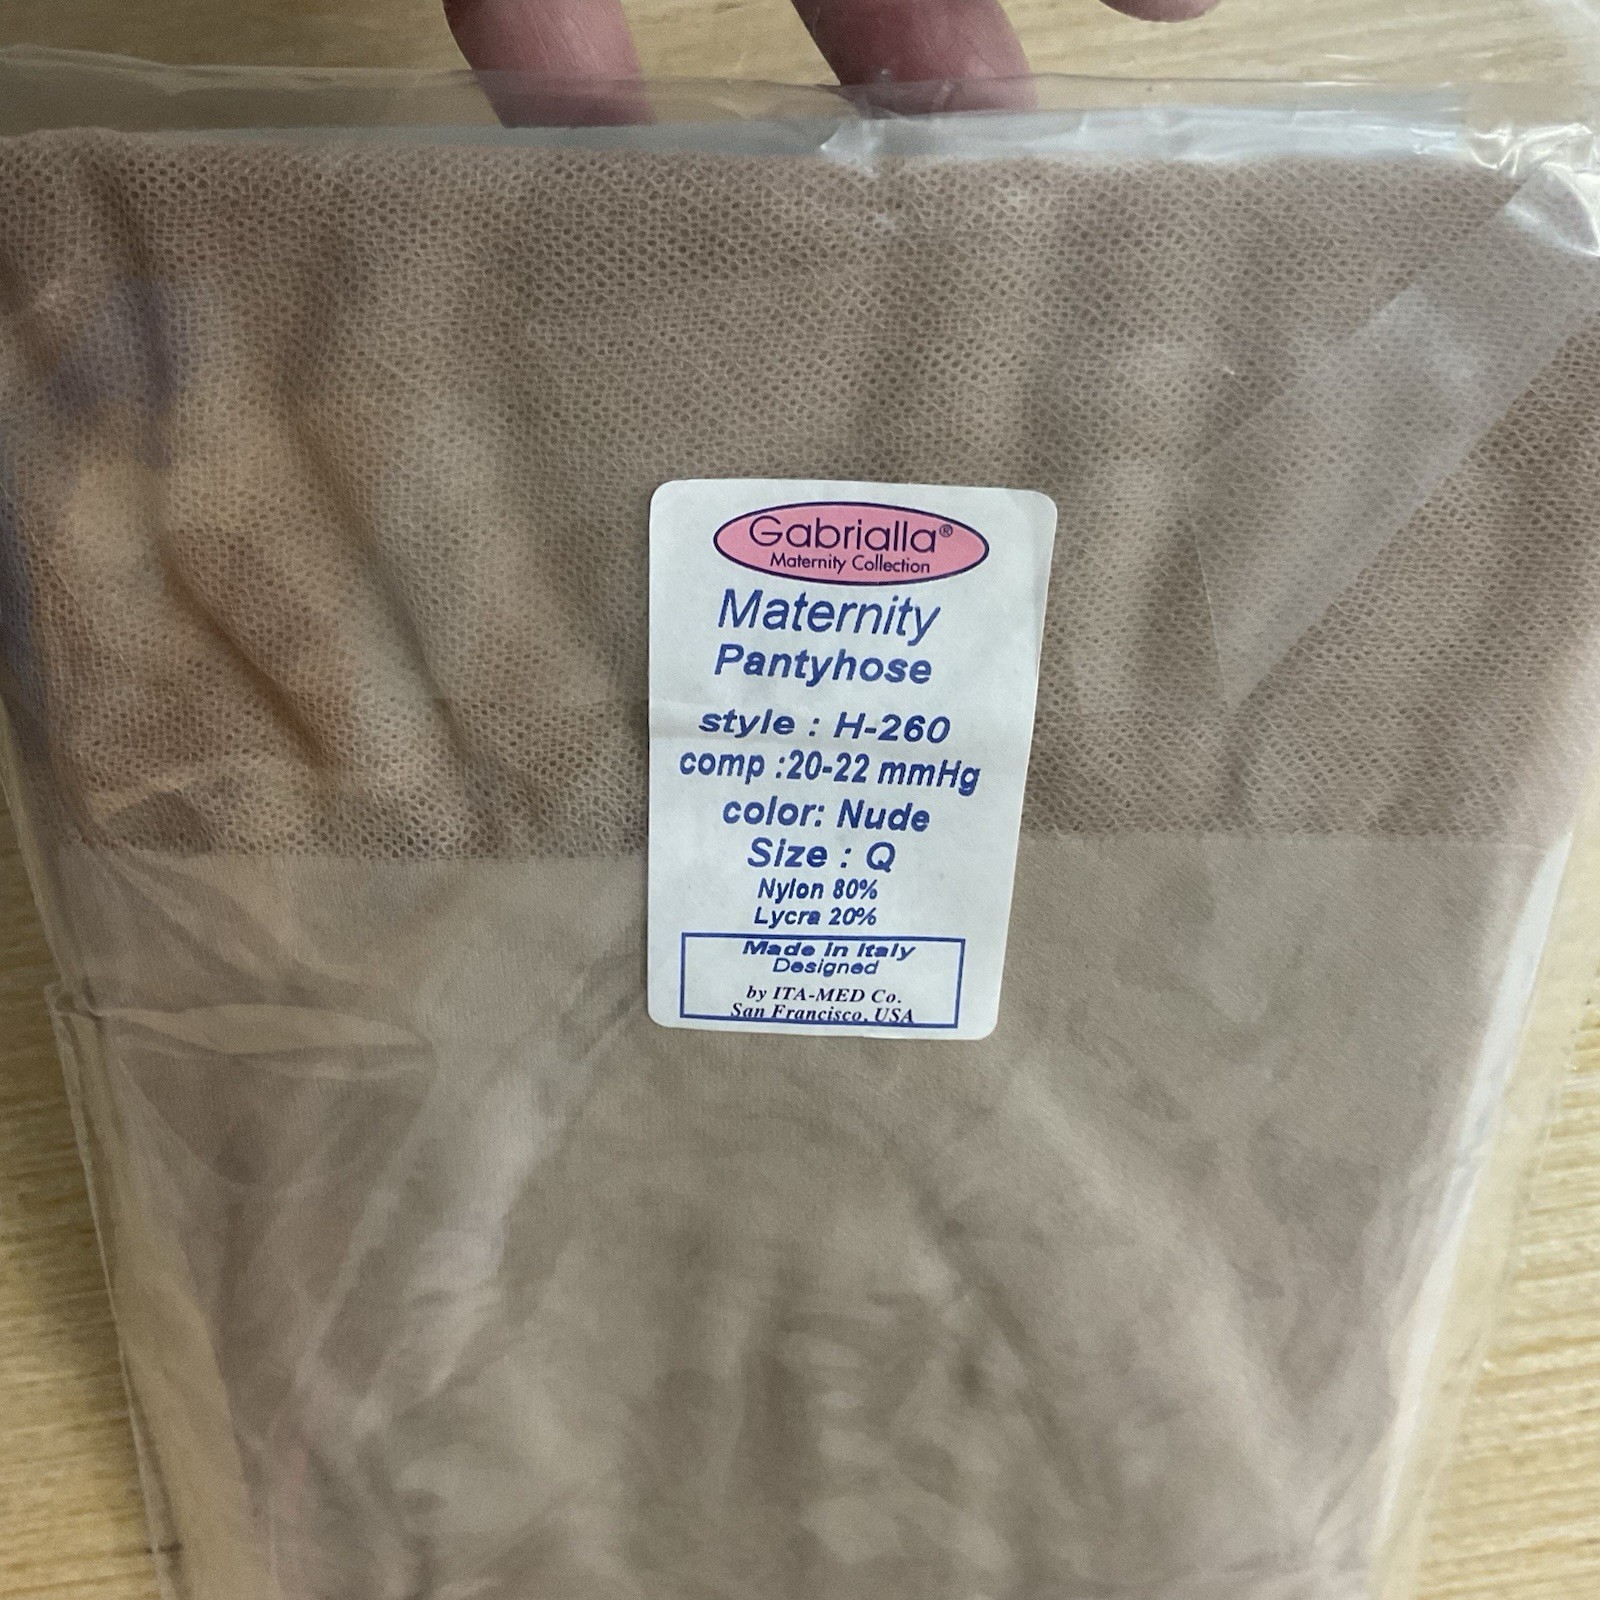 Gabrialla®
Maternity Collection
Maternity
Pantyhose
style : H-260
comp :20-22 mmHg
color: Nude
Size : Q
Nylon 80%
Lycra 20%
Made in Italy
Designed
by ITA-MED Co.
San Francisco, USA